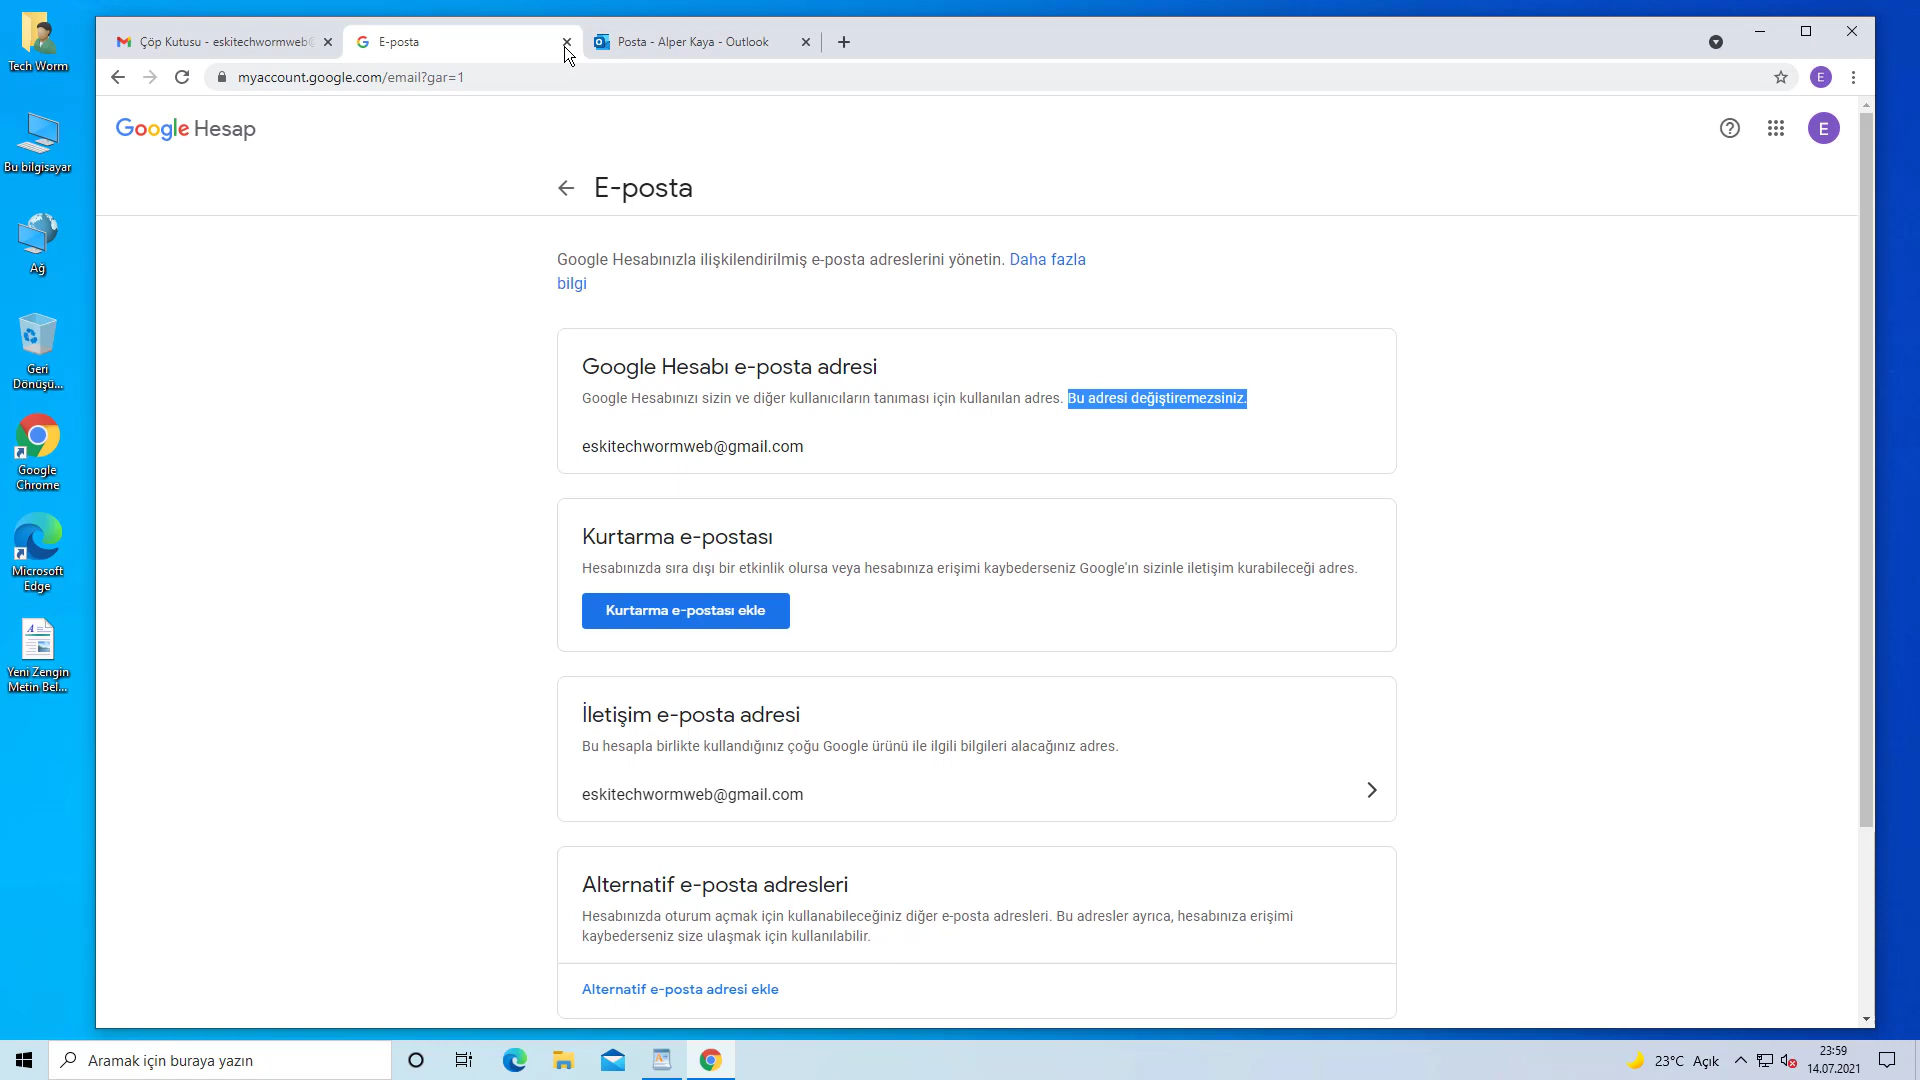 Tech Worm
Bu bilgisayar
Ağ
Geri
Dönüşü...
Google
Chrome
Microsoft
Edge
Yeni Zengin
Metin Bel...
Çöp Kutusu - eskitechwormweb@
E-posta
Posta - Alper Kaya - Outlook
myaccount.google.com/email?gar=1
E
Google Hesap
E
E-posta
Google Hesabınızla ilişkilendirilmiş e-posta adreslerini yönetin. Daha fazla
bilgi
Google Hesabı e-posta adresi
Google Hesabınızı sizin ve diğer kullanıcıların tanıması için kullanılan adres. Bu adresi değiştiremezsiniz.
eskitechwormweb@gmail.com
Kurtarma e-postası
Hesabınızda sıra dışı bir etkinlik olursa veya hesabınıza erişimi kaybederseniz Google'ın sizinle iletişim kurabileceği adres.
Kurtarma e-postası ekle
İletişim e-posta adresi
Bu hesapla birlikte kullandığınız çoğu Google ürünü ile ilgili bilgileri alacağınız adres.
eskitechwormweb@gmail.com
Alternatif e-posta adresleri
Hesabınızda oturum açmak için kullanabileceğiniz diğer e-posta adresleri. Bu adresler ayrıca, hesabınıza erişimi
kaybederseniz size ulaşmak için kullanılabilir.
Alternatif e-posta adresi ekle
Aramak için buraya yazın
23°C Açık
23:59
14.07.2021